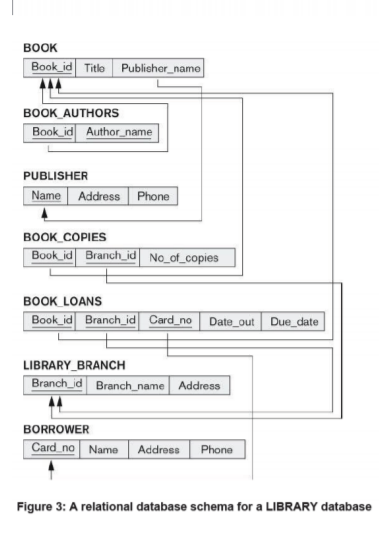 BOOK
Book_id Title Publisher_name
BOOK_AUTHORS
Book_id Author_name
PUBLISHER
Name Address Phone
BOOK_COPIES
Book_id Branch_id No_of_copies
BOOK_LOANS
Book_id Branch_id Card_no Date_out Due_date
LIBRARY_BRANCH
Branch_id Branch_name Address
BORROWER
Card_no Name Address Phone
Figure 3: A relational database schema for a LIBRARY database